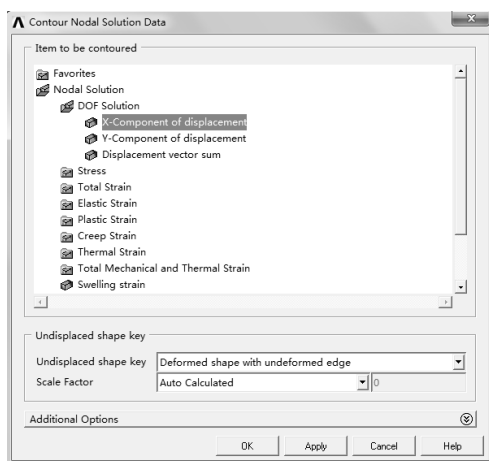 Contour Nodal Solution Data
Item to be contoured
Favorites
Nodal Solution
DOF Solution
X-Component of displacement
Y-Component of displacement
Displacement vector sum
Stress
Total Strain
Elastic Strain
Plastic Strain
Creep Strain
Thermal Strain
Total Mechanical and Thermal Strain
Swelling strain
Undisplaced shape key
Undisplaced shape key Deformed shape with undeformed edge
Scale Factor Auto Calculated 0
Additional Options
OK Apply Cancel Help